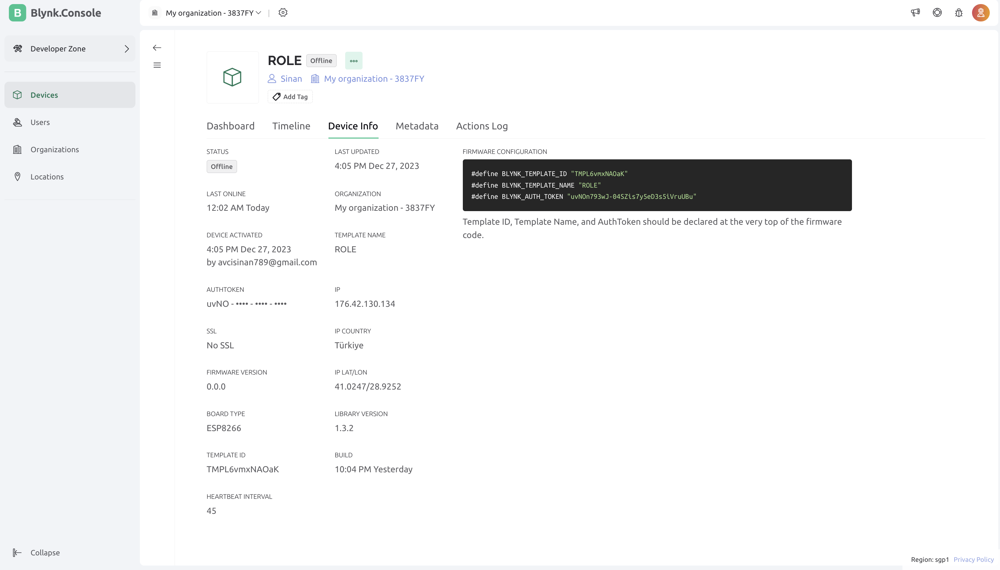 B Blynk.Console
My organization - 3837FY
Developer Zone
Devices
Users
Organizations
Locations
Collapse
ROLE Offline
Sinan My organization - 3837FY
Add Tag
Dashboard Timeline Device Info Metadata Actions Log
STATUS
Offline
LAST UPDATED
4:05 PM Dec 27, 2023
LAST ONLINE
12:02 AM Today
ORGANIZATION
My organization - 3837FY
DEVICE ACTIVATED
4:05 PM Dec 27, 2023
by avcisinan789@gmail.com
TEMPLATE NAME
ROLE
AUTHTOKEN
uvNO - •••• - •••• - ••••
IP
176.42.130.134
SSL
No SSL
IP COUNTRY
Türkiye
FIRMWARE VERSION
0.0.0
IP LAT/LON
41.0247/28.9252
BOARD TYPE
ESP8266
LIBRARY VERSION
1.3.2
TEMPLATE ID
TMPL6vmxNAOaK
BUILD
10:04 PM Yesterday
HEARTBEAT INTERVAL
45
FIRMWARE CONFIGURATION
#define BLYNK_TEMPLATE_ID "TMPL6vmxNAOaK"
#define BLYNK_TEMPLATE_NAME "ROLE"
#define BLYNK_AUTH_TOKEN "uvNOn793wJ-04SZis7y5eD3s5iVruUBu"
Template ID, Template Name, and AuthToken should be declared at the very top of the firmware
code.
Region: sgp1 Privacy Policy